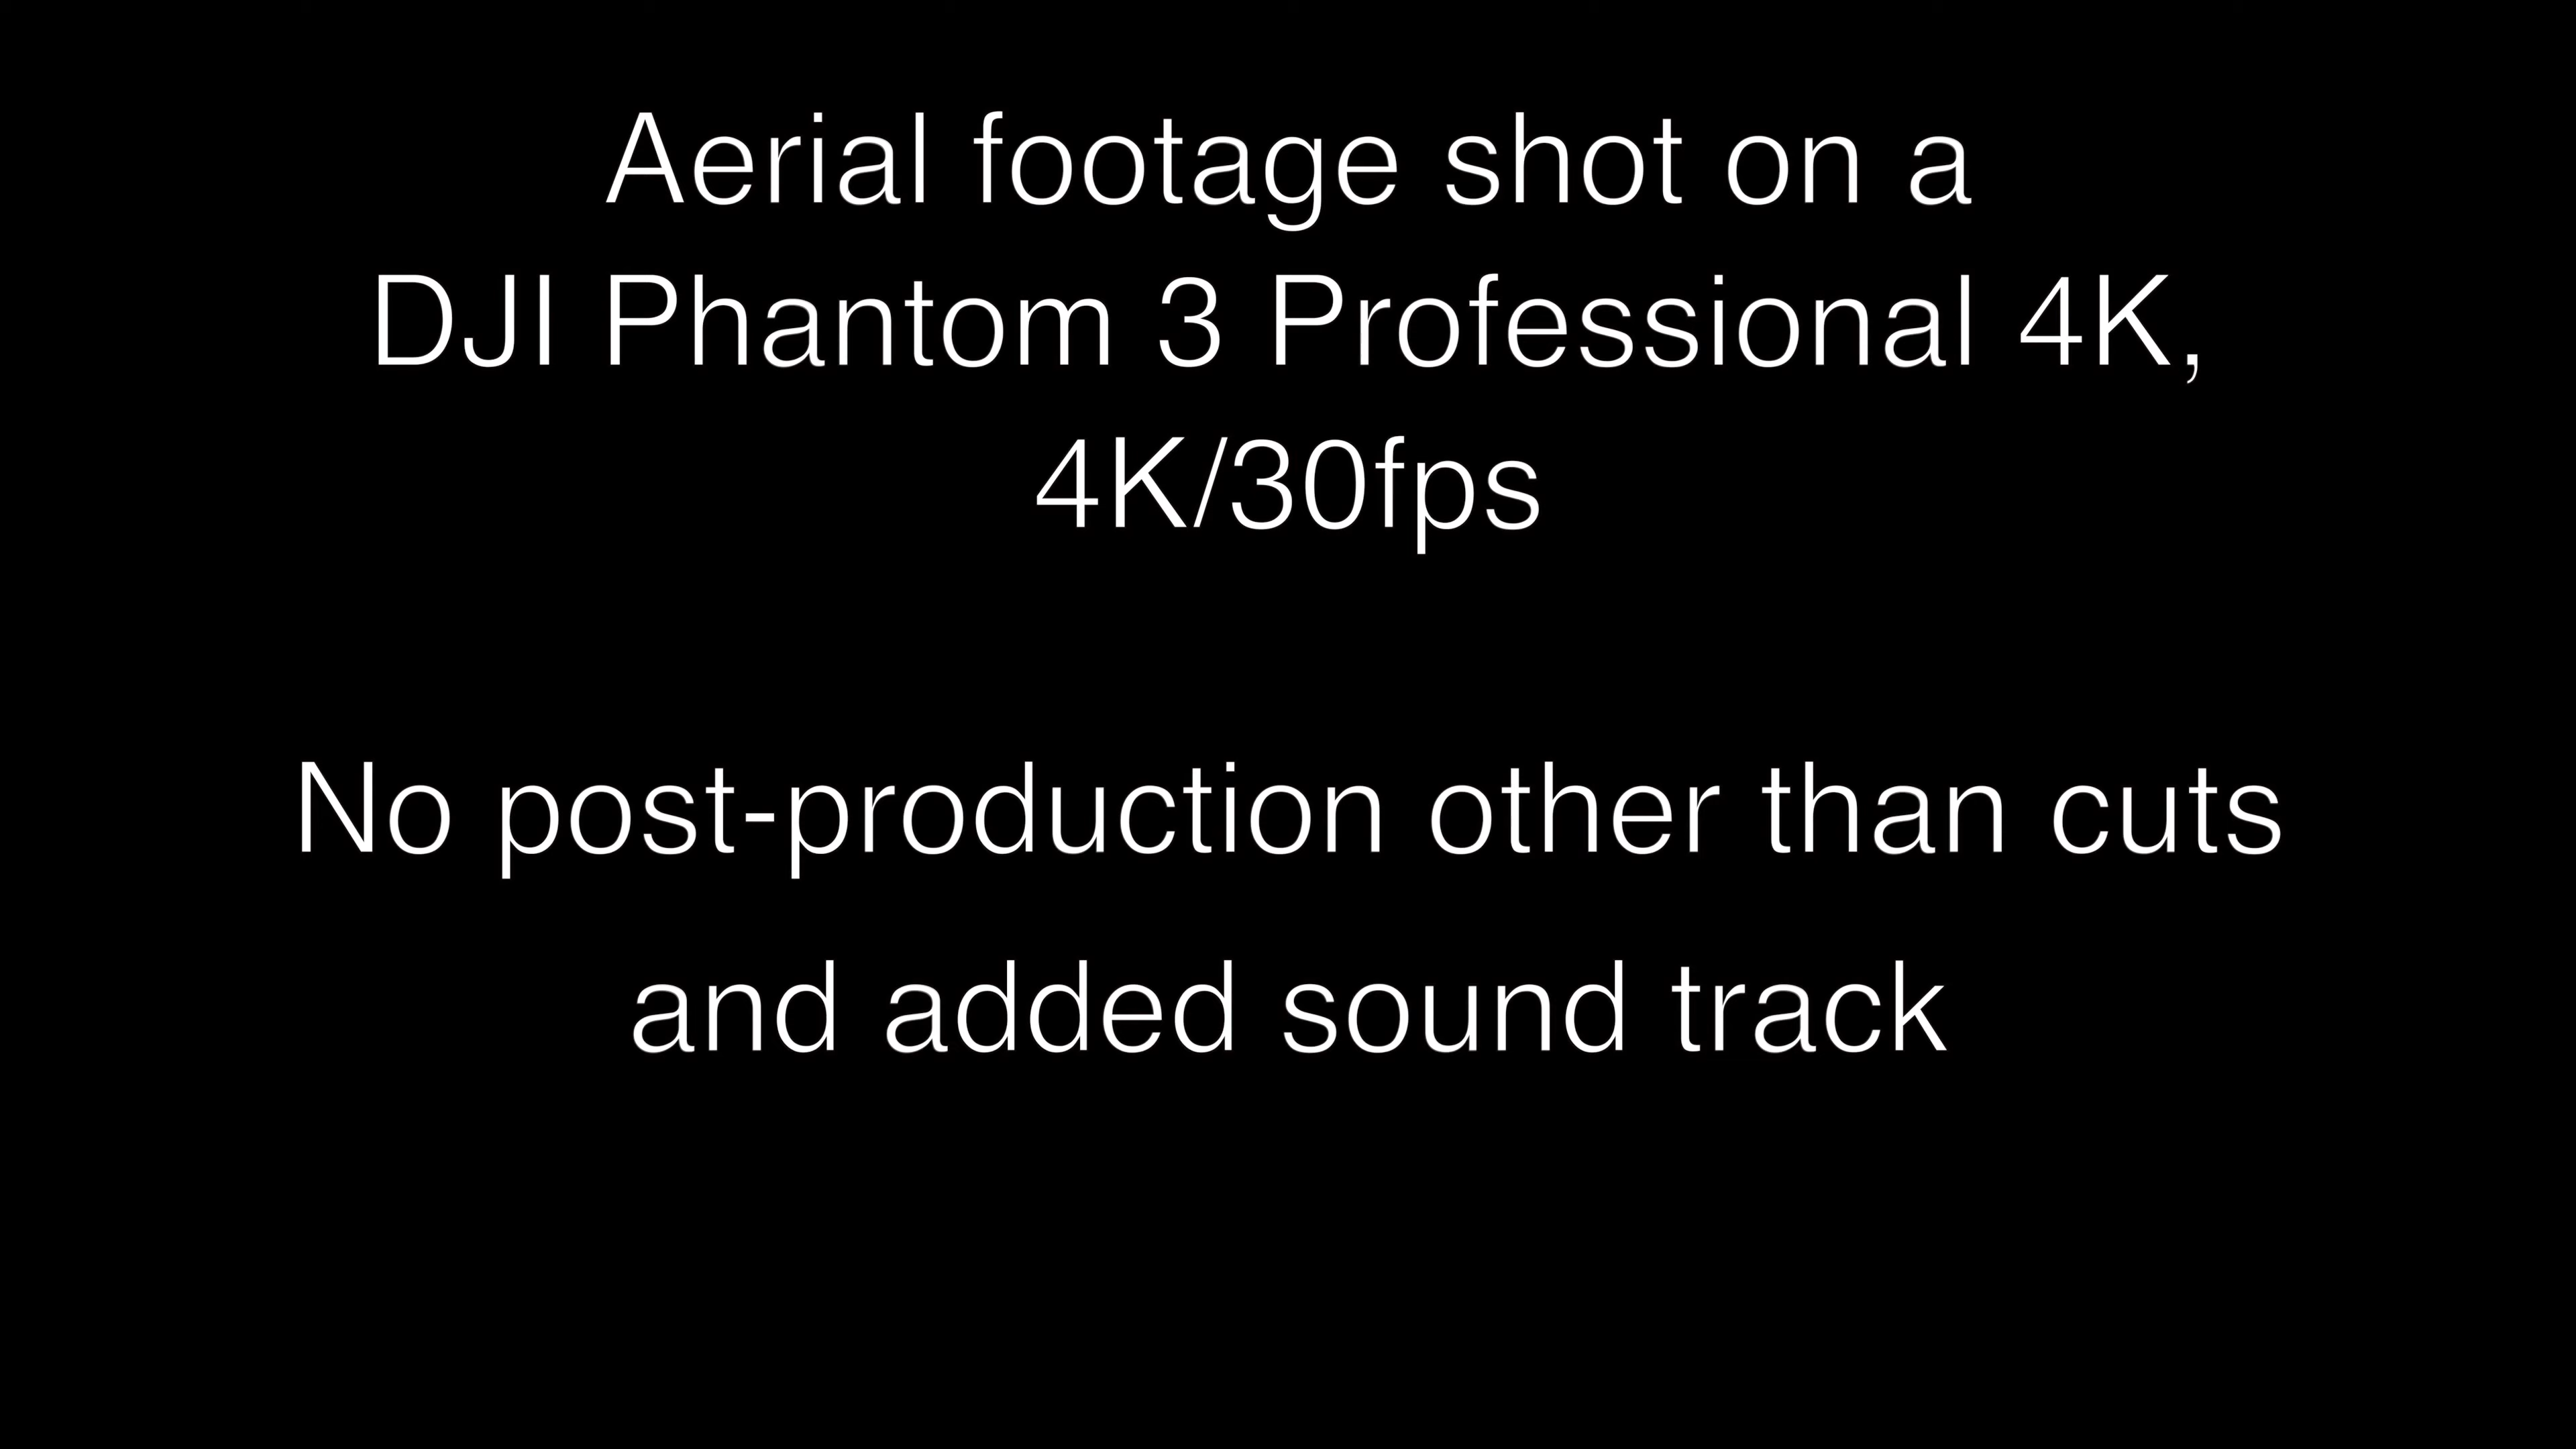 Aerial footage shot on a
DJI Phantom 3 Professional 4K,
4K/30fps
No post-production other than cuts
and added sound track